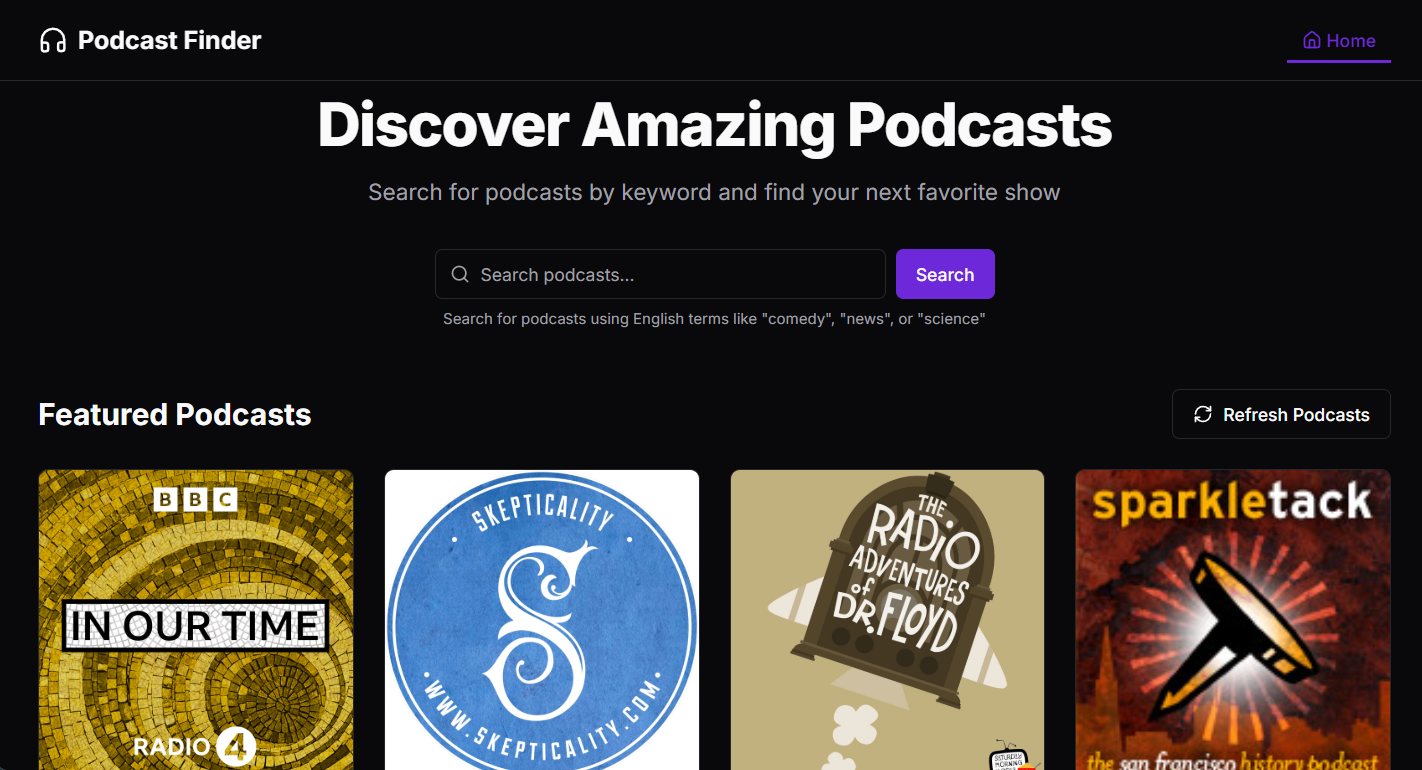 Podcast Finder
Home
Discover Amazing Podcasts
Search for podcasts by keyword and find your next favorite show
Search podcasts...
Search
Search for podcasts using English terms like "comedy", "news", or "science"
Featured Podcasts
Refresh Podcasts
BBC
IN OUR TIME
RADIO 4
SKEPTICALITY
S
WWW.SKEPTICALITY.COM
THE
RADIO
ADVENTURES
of
DR. FLOYD
SATURDAY
MORNING
sparkletack
the san francisco history podcast